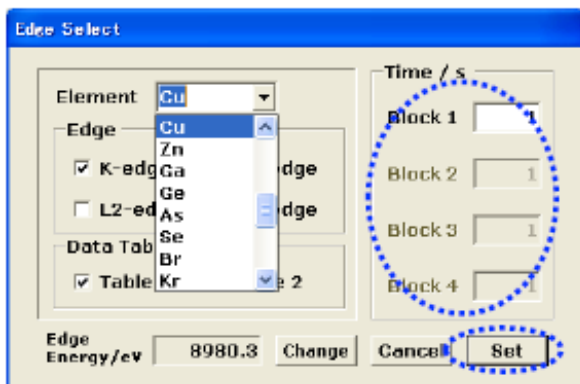 Edge Select
Element Cu
Cu
Zn
Ga
Ge
As
Se
Br
Kr
Edge
K-ed dge
L2-ed dge
Data Tab
Table e 2
Time / s
Block 1 1
Block 2 1
Block 3 1
Block 4 1
Edge
Energy/eV 8980.3 Change Cancel Set